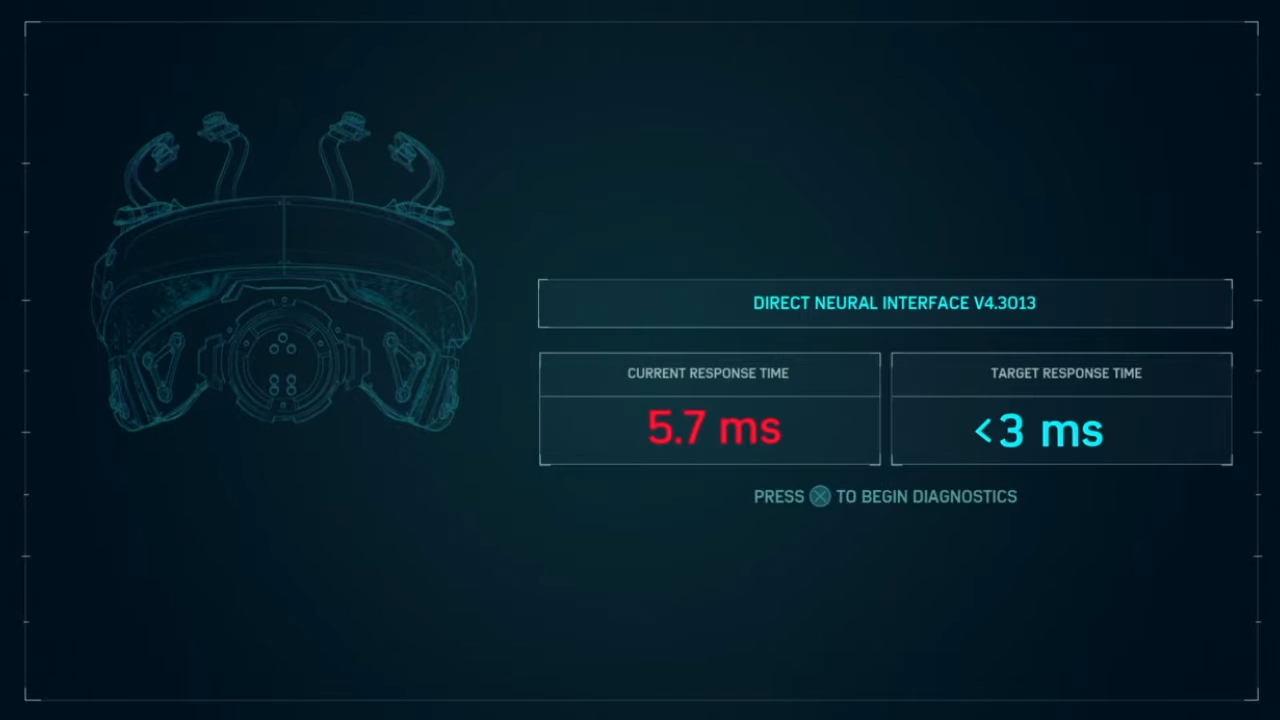 DIRECT NEURAL INTERFACE V4.3013
CURRENT RESPONSE TIME
5.7 ms
TARGET RESPONSE TIME
<3 ms
PRESS ⓧ TO BEGIN DIAGNOSTICS